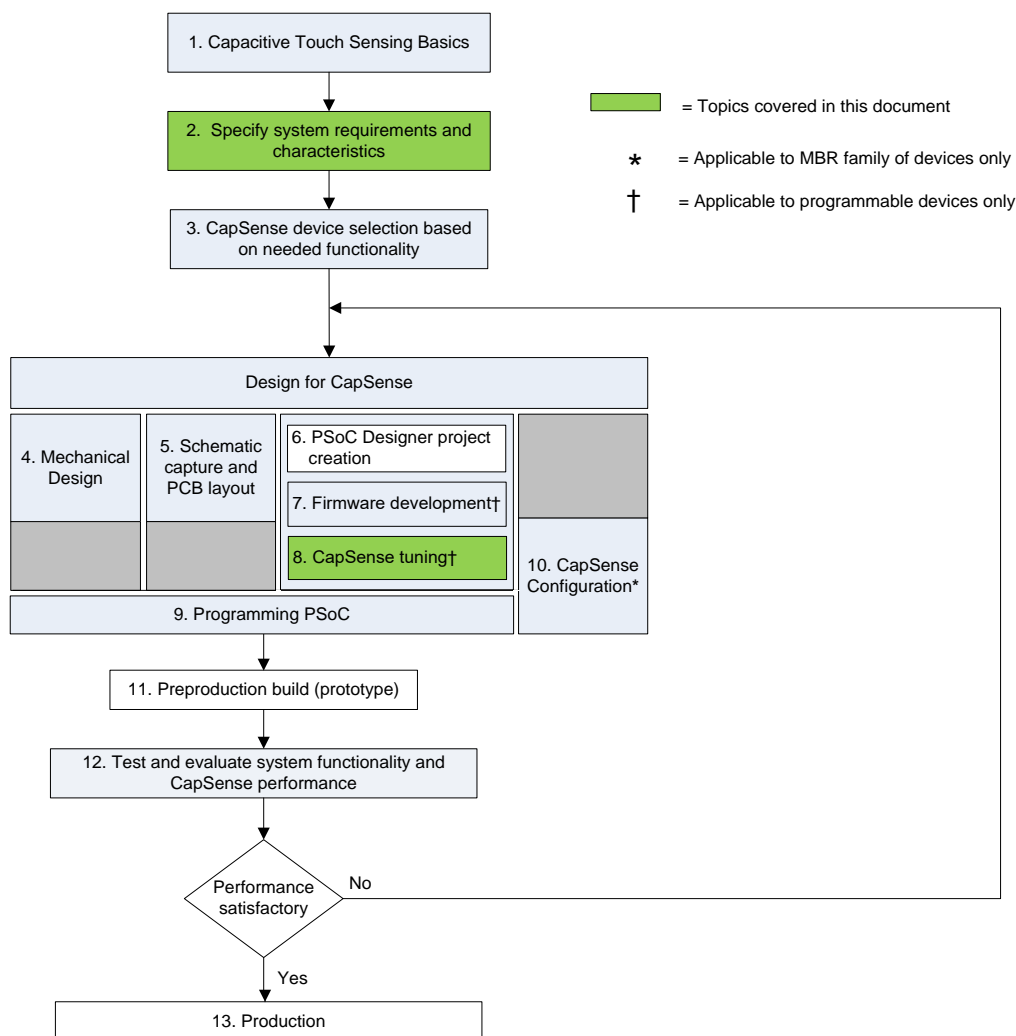 1. Capacitive Touch Sensing Basics
= Topics covered in this document
2. Specify system requirements and
characteristics
* = Applicable to MBR family of devices only
† = Applicable to programmable devices only
3. CapSense device selection based
on needed functionality
Design for CapSense
4. Mechanical
Design
5. Schematic
capture and
PCB layout
6. PSoC Designer project
creation
7. Firmware development†
8. CapSense tuning†
10. CapSense
Configuration*
9. Programming PSoC
11. Preproduction build (prototype)
12. Test and evaluate system functionality and
CapSense performance
Performance
satisfactory
No
Yes
13. Production